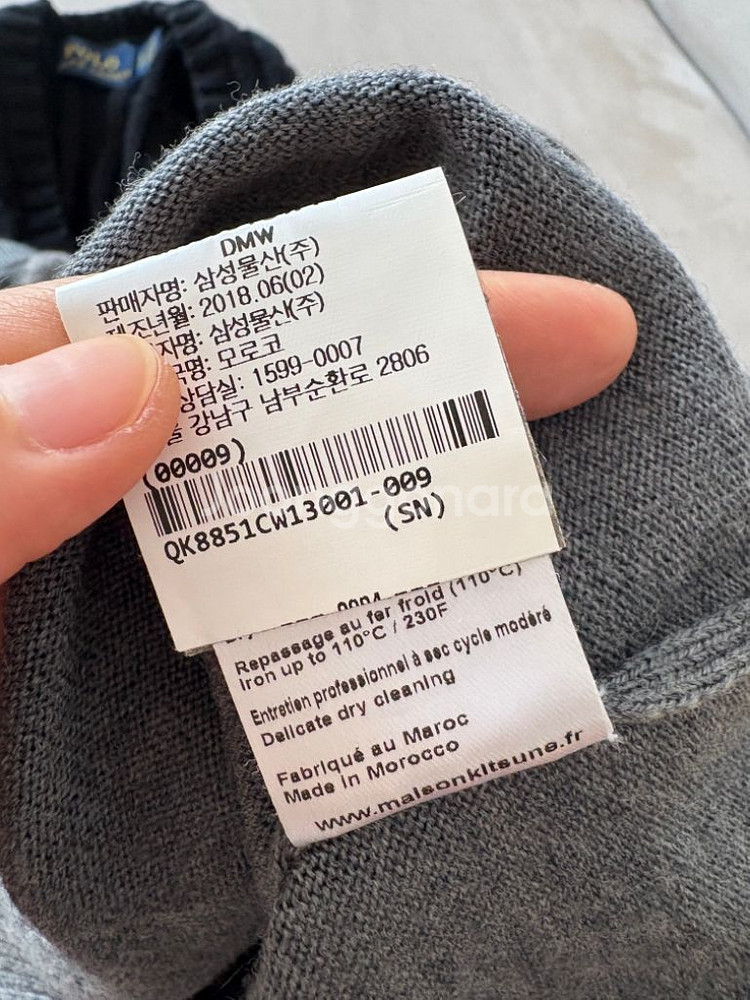 DMW
판매자명: 삼성물산(주)
제조년월: 2018.06(02)
자명: 삼성물산(주)
국명: 모로코
상담실: 1599-0007
강남구 남부순환로 2806
(00009)
QK8851CW13001-009
(SN)
Repassage au fer froid (110°C)
Iron up to 110°C / 230F
Entretien professionnel à sec cycle modéré
Delicate dry cleaning
Fabriqué au Maroc
Made in Morocco
www.maisonkitsune.fr